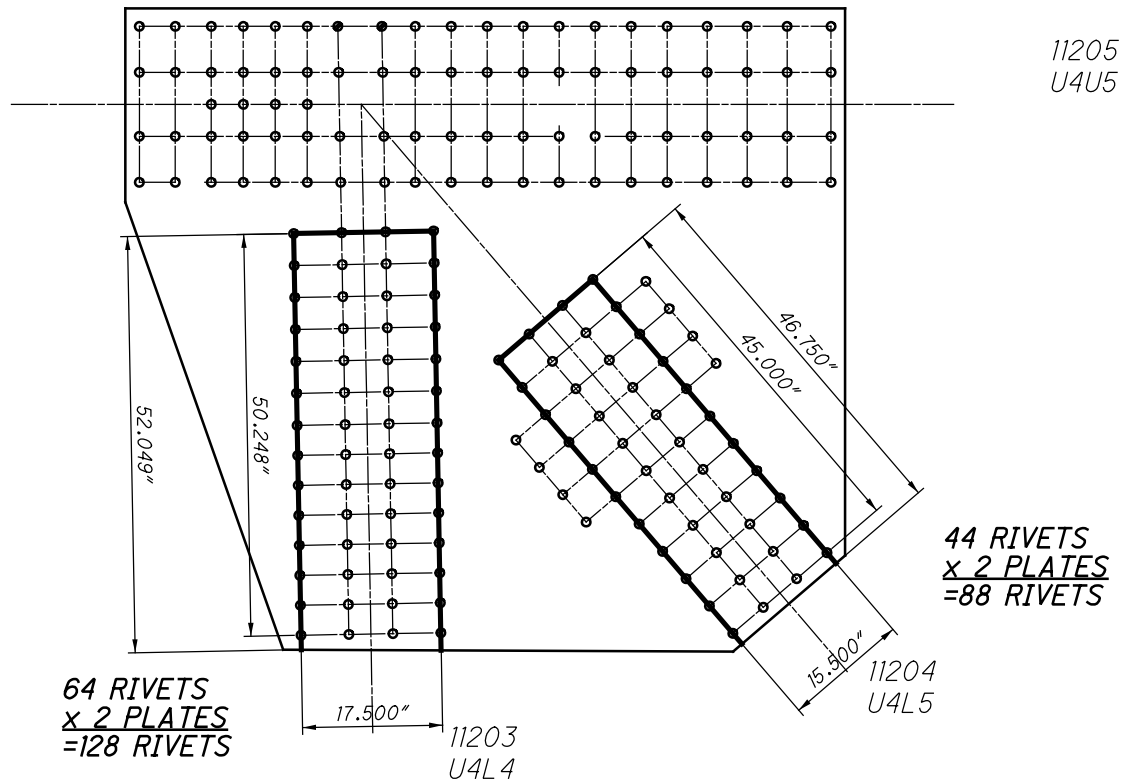 11205
U4U5
46.750"
45.000"
52.049"
50.248"
44 RIVETS
x 2 PLATES
=88 RIVETS
15.500"
11204
U4L5
64 RIVETS
x 2 PLATES
=128 RIVETS
17.500"
11203
U4L4